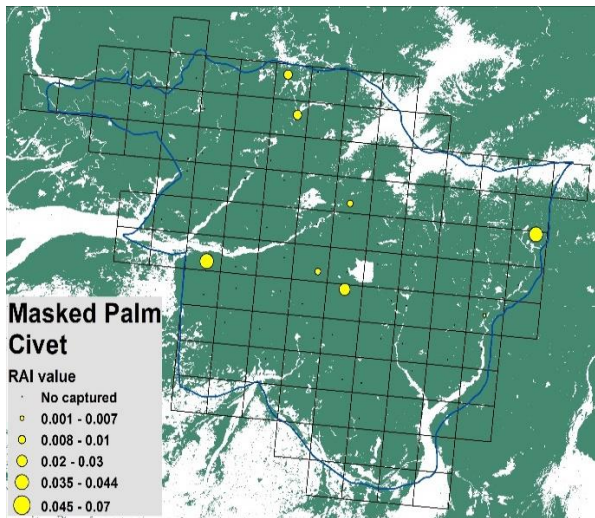 Masked Palm
Civet
RAI value
No captured
0.001 - 0.007
0.008 - 0.01
0.02 - 0.03
0.035 - 0.044
0.045 - 0.07